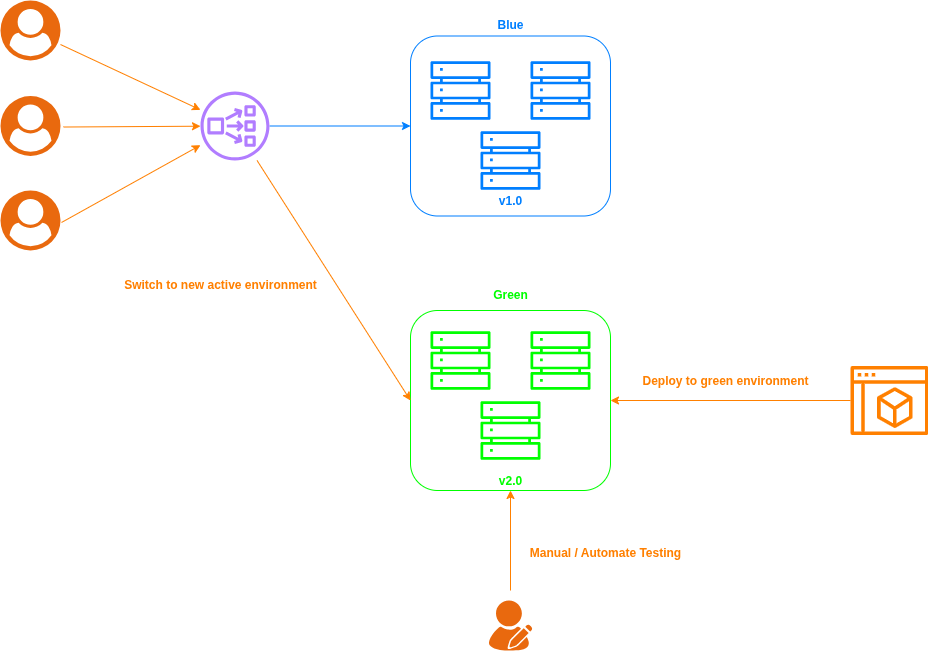 Blue
v1.0
Switch to new active environment
Green
Deploy to green environment
v2.0
Manual / Automate Testing